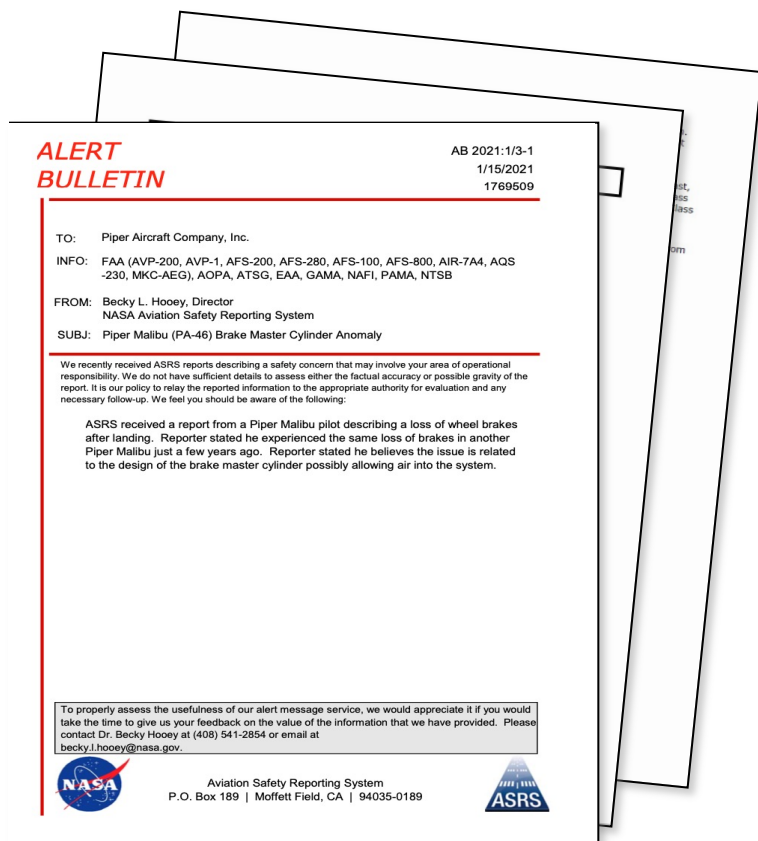 ALERT
BULLETIN
AB 2021:1/3-1
1/15/2021
1769509
TO: Piper Aircraft Company, Inc.
INFO: FAA (AVP-200, AVP-1, AFS-200, AFS-280, AFS-100, AFS-800, AIR-7A4, AQS
-230, MKC-AEG), AOPA, ATSG, EAA, GAMA, NAFI, PAMA, NTSB
FROM: Becky L. Hooey, Director
NASA Aviation Safety Reporting System
SUBJ: Piper Malibu (PA-46) Brake Master Cylinder Anomaly
We recently received ASRS reports describing a safety concern that may involve your area of operational
responsibility. We do not have sufficient details to assess either the factual accuracy or possible gravity of the
report. It is our policy to relay the reported information to the appropriate authority for evaluation and any
necessary follow-up. We feel you should be aware of the following:
ASRS received a report from a Piper Malibu pilot describing a loss of wheel brakes
after landing. Reporter stated he experienced the same loss of brakes in another
Piper Malibu just a few years ago. Reporter stated he believes the issue is related
to the design of the brake master cylinder possibly allowing air into the system.
To properly assess the usefulness of our alert message service, we would appreciate it if you would
take the time to give us your feedback on the value of the information that we have provided. Please
contact Dr. Becky Hooey at (408) 541-2854 or email at
becky.l.hooey@nasa.gov.
NASA
Aviation Safety Reporting System
P.O. Box 189 | Moffett Field, CA | 94035-0189
ASRS